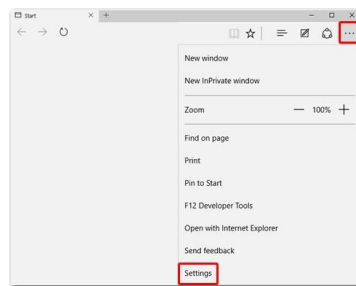 Start
New window
New InPrivate window
Zoom — 100% +
Find on page
Print
Pin to Start
F12 Developer Tools
Open with Internet Explorer
Send feedback
Settings